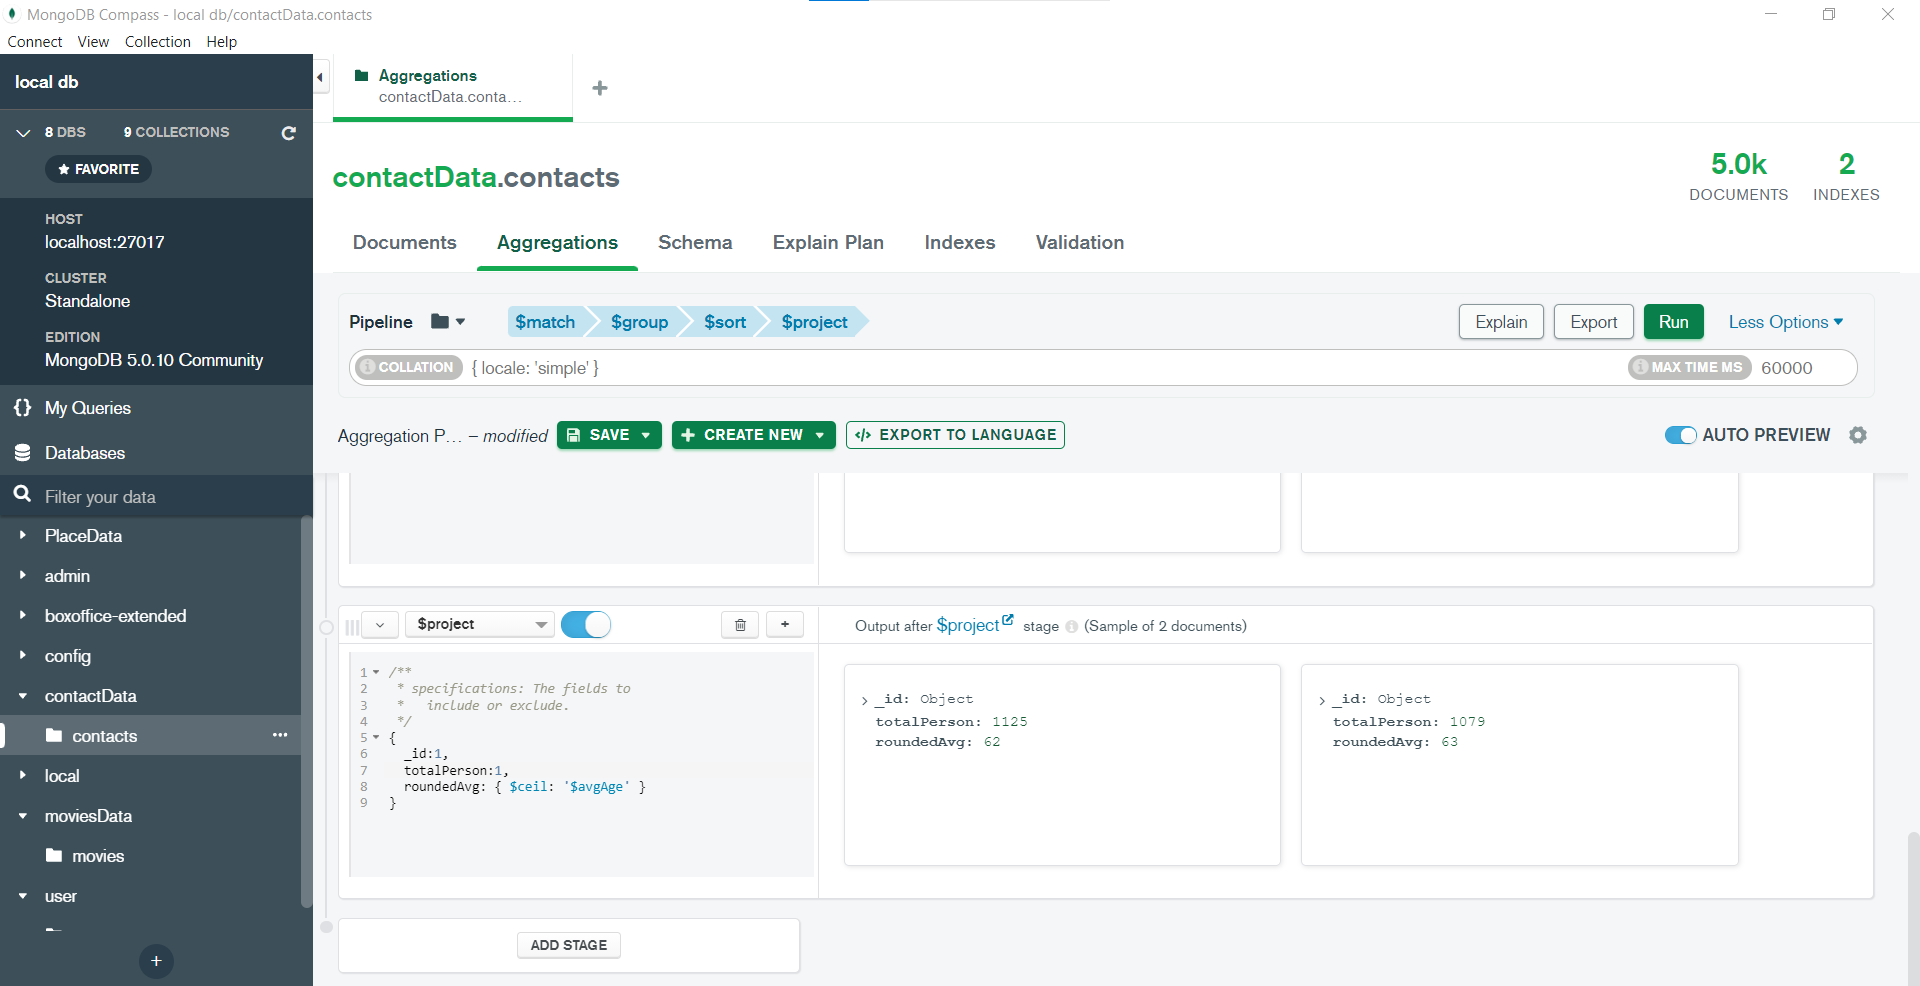 MongoDB Compass - local db/contactData.contacts
Connect View Collection Help
local db
8 DBS 9 COLLECTIONS
FAVORITE
HOST
localhost:27017
CLUSTER
Standalone
EDITION
MongoDB 5.0.10 Community
{} My Queries
Databases
Filter your data
PlaceData
admin
boxoffice-extended
config
contactData
contacts ...
local
moviesData
movies
user
+
Aggregations
contactData.conta...
+
contactData.contacts
5.0k
DOCUMENTS
2
INDEXES
Documents Aggregations Schema Explain Plan Indexes Validation
Pipeline $match $group $sort $project Explain Export Run Less Options
COLLATION { locale: 'simple' } MAX TIME MS 60000
Aggregation P... – modified SAVE + CREATE NEW </> EXPORT TO LANGUAGE AUTO PREVIEW
$project +
1 /**
2 * specifications: The fields to
3 * include or exclude.
4 */
5 {
6 _id:1,
7 totalPerson:1,
8 roundedAvg: { $ceil: '$avgAge' }
9 }
Output after $project stage (Sample of 2 documents)
_id: Object
totalPerson: 1125
roundedAvg: 62
_id: Object
totalPerson: 1079
roundedAvg: 63
ADD STAGE